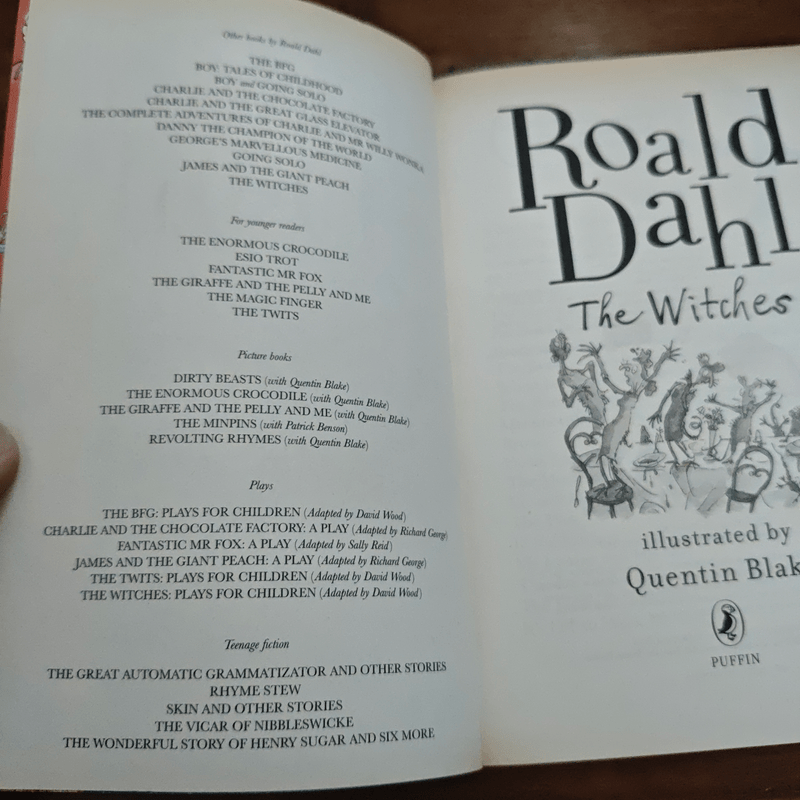 Other books by Roald Dahl
THE BFG
BOY: TALES OF CHILDHOOD
BOY and GOING SOLO
CHARLIE AND THE CHOCOLATE FACTORY
CHARLIE AND THE GREAT GLASS ELEVATOR
THE COMPLETE ADVENTURES OF CHARLIE AND MR WILLY WONKA
DANNY THE CHAMPION OF THE WORLD
GEORGE'S MARVELLOUS MEDICINE
GOING SOLO
JAMES AND THE GIANT PEACH
THE WITCHES
For younger readers
THE ENORMOUS CROCODILE
ESIO TROT
FANTASTIC MR FOX
THE GIRAFFE AND THE PELLY AND ME
THE MAGIC FINGER
THE TWITS
Picture books
DIRTY BEASTS (with Quentin Blake)
THE ENORMOUS CROCODILE (with Quentin Blake)
THE GIRAFFE AND THE PELLY AND ME (with Quentin Blake)
THE MINPINS (with Patrick Benson)
REVOLTING RHYMES (with Quentin Blake)
Plays
THE BFG: PLAYS FOR CHILDREN (Adapted by David Wood)
CHARLIE AND THE CHOCOLATE FACTORY: A PLAY (Adapted by Richard George)
FANTASTIC MR FOX: A PLAY (Adapted by Sally Reid)
JAMES AND THE GIANT PEACH: A PLAY (Adapted by Richard George)
THE TWITS: PLAYS FOR CHILDREN (Adapted by David Wood)
THE WITCHES: PLAYS FOR CHILDREN (Adapted by David Wood)
Teenage fiction
THE GREAT AUTOMATIC GRAMMATIZATOR AND OTHER STORIES
RHYME STEW
SKIN AND OTHER STORIES
THE VICAR OF NIBBLESWICKE
THE WONDERFUL STORY OF HENRY SUGAR AND SIX MORE
Roald
Dahl
The Witches
illustrated by
Quentin Blak
PUFFIN